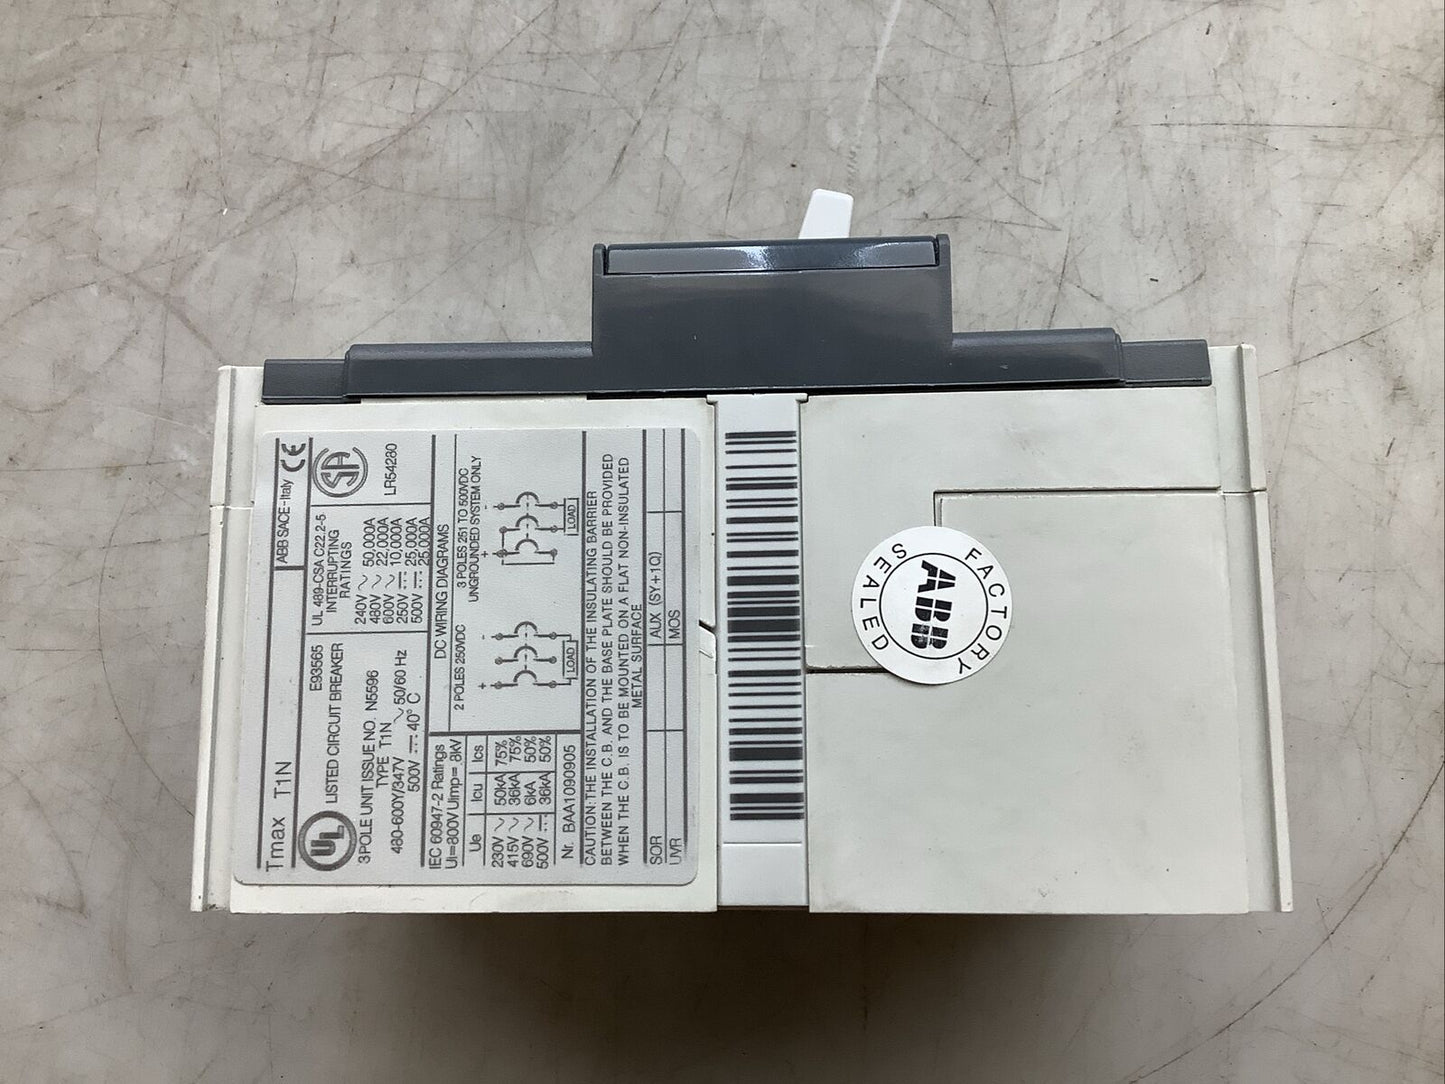 Tmax T1N
ABB SACE - Italy CE
E93565
UL LISTED CIRCUIT BREAKER
3POLE UNIT ISSUE NO. N5596
TYPE T1N
480-600Y/347V ~ 50/60 Hz
500V ⎓ 40° C
UL 489-CSA C22.2-5
INTERRUPTING
RATINGS
240V ~ 50,000A
480V ~ 22,000A
600V ~ 10,000A
250V ⎓ 25,000A
500V ⎓ 25,000A
SA
LR54280
IEC 60947-2 Ratings
Ui=800V Uimp= 8kV
Ue Icu Ics
230V ~ 50kA 75%
415V ~ 36kA 75%
690V ~ 6kA 50%
500V ⎓ 36kA 50%
Nr. BAA1090905
DC WIRING DIAGRAMS
2 POLES 250VDC
+ -
LOAD
3 POLES 251 TO 500VDC
UNGROUNDED SYSTEM ONLY
+ -
LOAD
CAUTION: THE INSTALLATION OF THE INSULATING BARRIER
BETWEEN THE C.B. AND THE BASE PLATE SHOULD BE PROVIDED
WHEN THE C.B. IS TO BE MOUNTED ON A FLAT NON-INSULATED
METAL SURFACE
SOR AUX (SY+1Q)
UVR MOS
FACTORY
ABB
SEALED